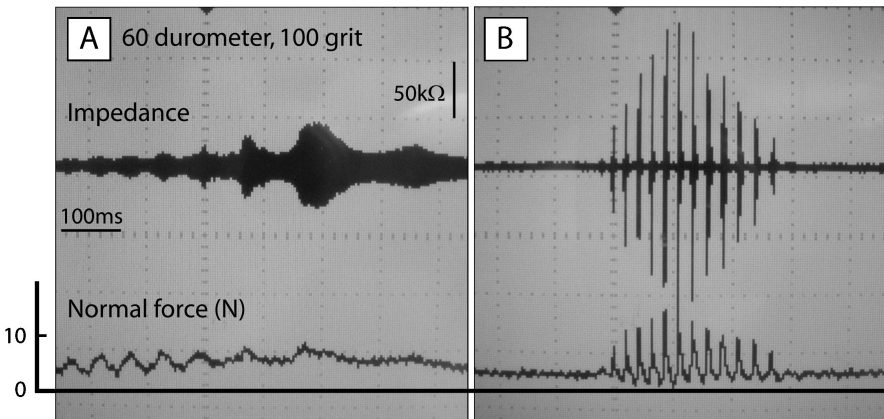 A 60 durometer, 100 grit
B
50kΩ
Impedance
100ms
Normal force (N)
10
0